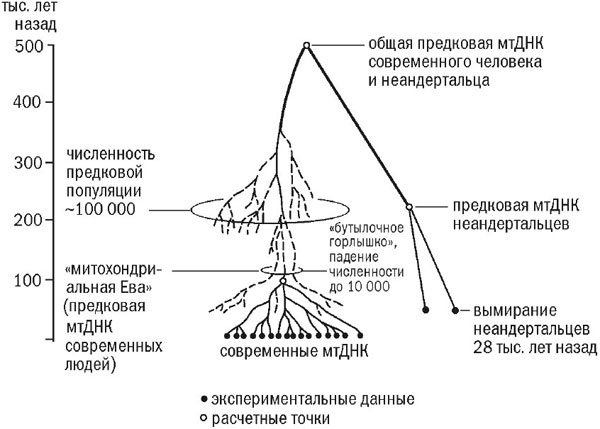 тыс. лет
назад
500
400
300
200
100
общая предковая мтДНК
современного человека
и неандертальца
численность
предковой
популяции
~100 000
предковая мтДНК
неандертальцев
«бутылочное
горлышко»,
падение
численности
до 10 000
«митохондри-
альная Ева»
(предковая
мтДНК
современных
людей)
вымирание
неандертальцев
28 тыс. лет назад
современные мтДНК
экспериментальные данные
расчетные точки